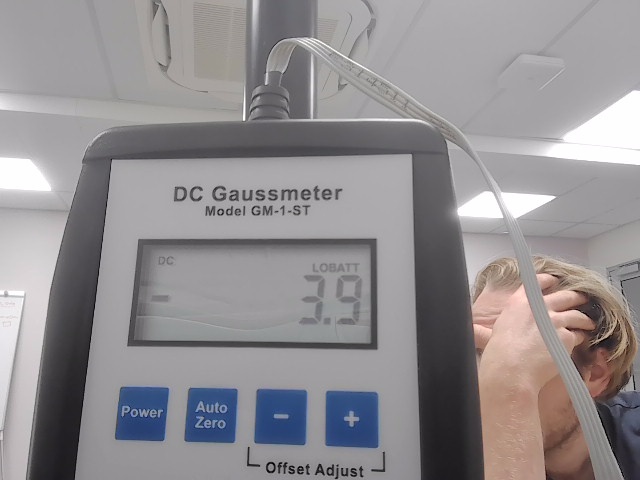 DC Gaussmeter
Model GM-1-ST
DC
LOBATT
- 3.9
Power
Auto
Zero
-
+
Offset Adjust